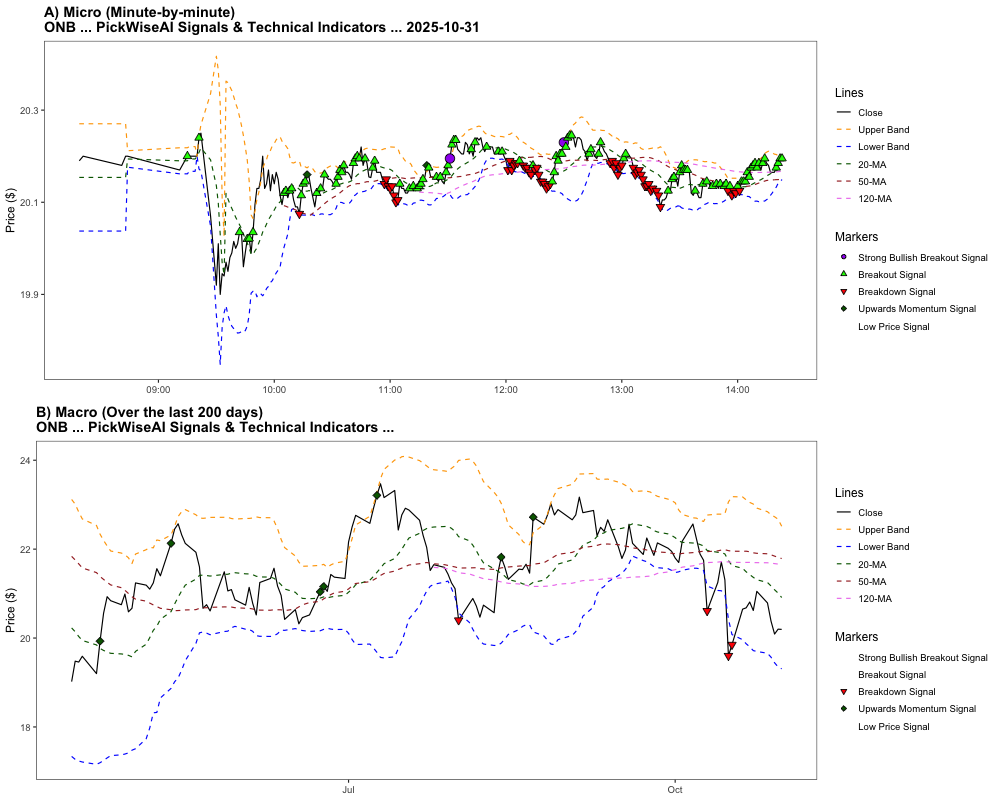 A) Micro (Minute-by-minute)
ONB ... PickWiseAI Signals & Technical Indicators ... 2025-10-31
Price ($)
20.3
20.1
19.9
09:00
10:00
11:00
12:00
13:00
14:00
Lines
Close
Upper Band
Lower Band
20-MA
50-MA
120-MA
Markers
Strong Bullish Breakout Signal
Breakout Signal
Breakdown Signal
Upwards Momentum Signal
Low Price Signal
B) Macro (Over the last 200 days)
ONB ... PickWiseAI Signals & Technical Indicators ...
Price ($)
24
22
20
18
Jul
Oct
Lines
Close
Upper Band
Lower Band
20-MA
50-MA
120-MA
Markers
Strong Bullish Breakout Signal
Breakout Signal
Breakdown Signal
Upwards Momentum Signal
Low Price Signal